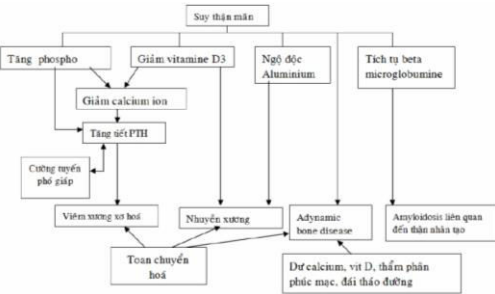 Suy thận mãn
Tăng phospho
Giảm vitamine D3
Ngộ độc
Aluminium
Tích tụ beta
microglobumine
Giảm calcium ion
Tăng tiết PTH
Cường tuyến
phó giáp
Viêm xương xơ hoá
Nhuyễn xương
Adynamic
bone disease
Amyloidosis liên quan
đến thận nhân tạo
Toan chuyển
hoá
Dư calcium, vit D, thẩm phân
phúc mạc, đái tháo đường